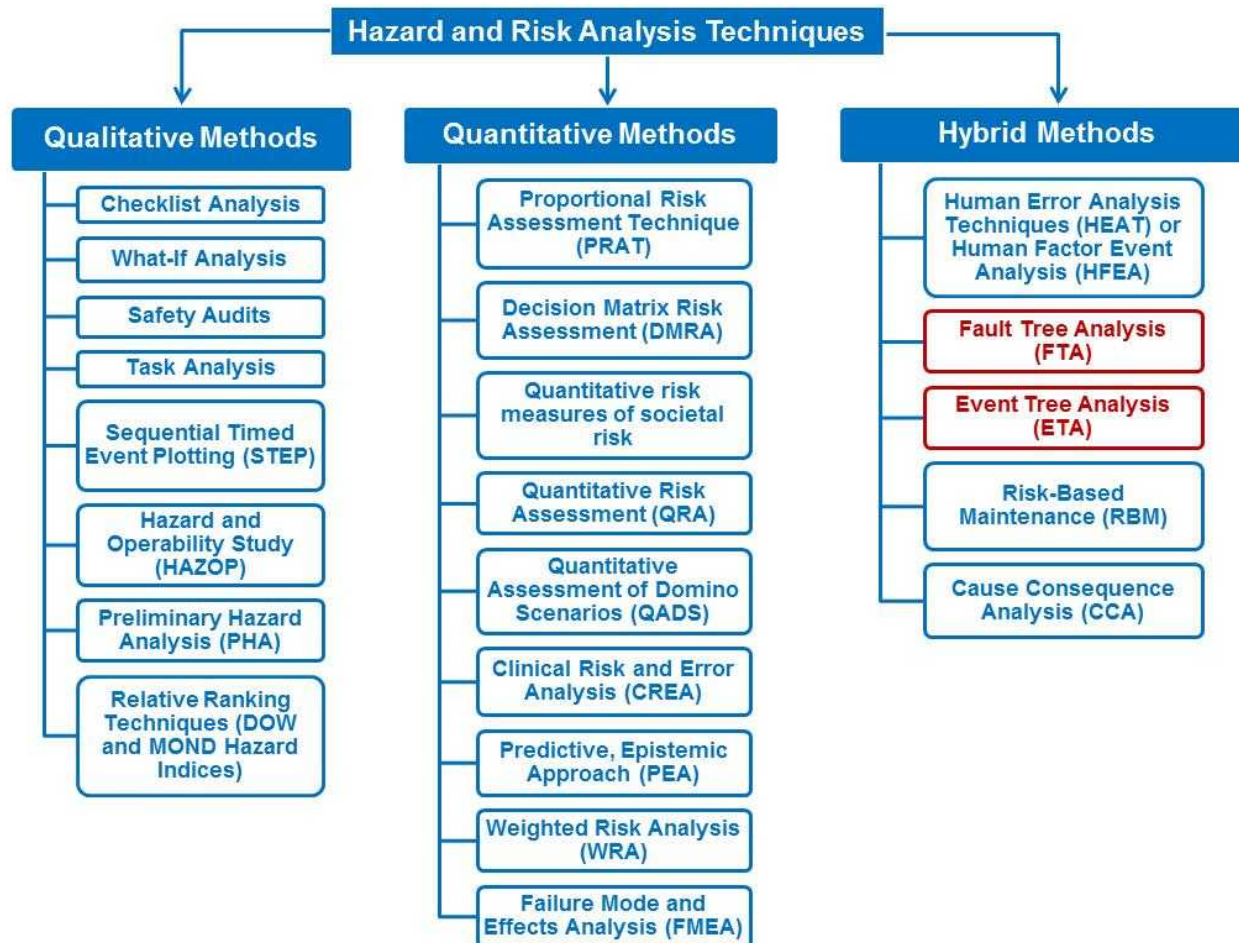 Hazard and Risk Analysis Techniques
Qualitative Methods
Checklist Analysis
What-If Analysis
Safety Audits
Task Analysis
Sequential Timed
Event Plotting (STEP)
Hazard and
Operability Study
(HAZOP)
Preliminary Hazard
Analysis (PHA)
Relative Ranking
Techniques (DOW
and MOND Hazard
Indices)
Quantitative Methods
Proportional Risk
Assessment Technique
(PRAT)
Decision Matrix Risk
Assessment (DMRA)
Quantitative risk
measures of societal
risk
Quantitative Risk
Assessment (QRA)
Quantitative
Assessment of Domino
Scenarios (QADS)
Clinical Risk and Error
Analysis (CREA)
Predictive, Epistemic
Approach (PEA)
Weighted Risk Analysis
(WRA)
Failure Mode and
Effects Analysis (FMEA)
Hybrid Methods
Human Error Analysis
Techniques (HEAT) or
Human Factor Event
Analysis (HFEA)
Fault Tree Analysis
(FTA)
Event Tree Analysis
(ETA)
Risk-Based
Maintenance (RBM)
Cause Consequence
Analysis (CCA)